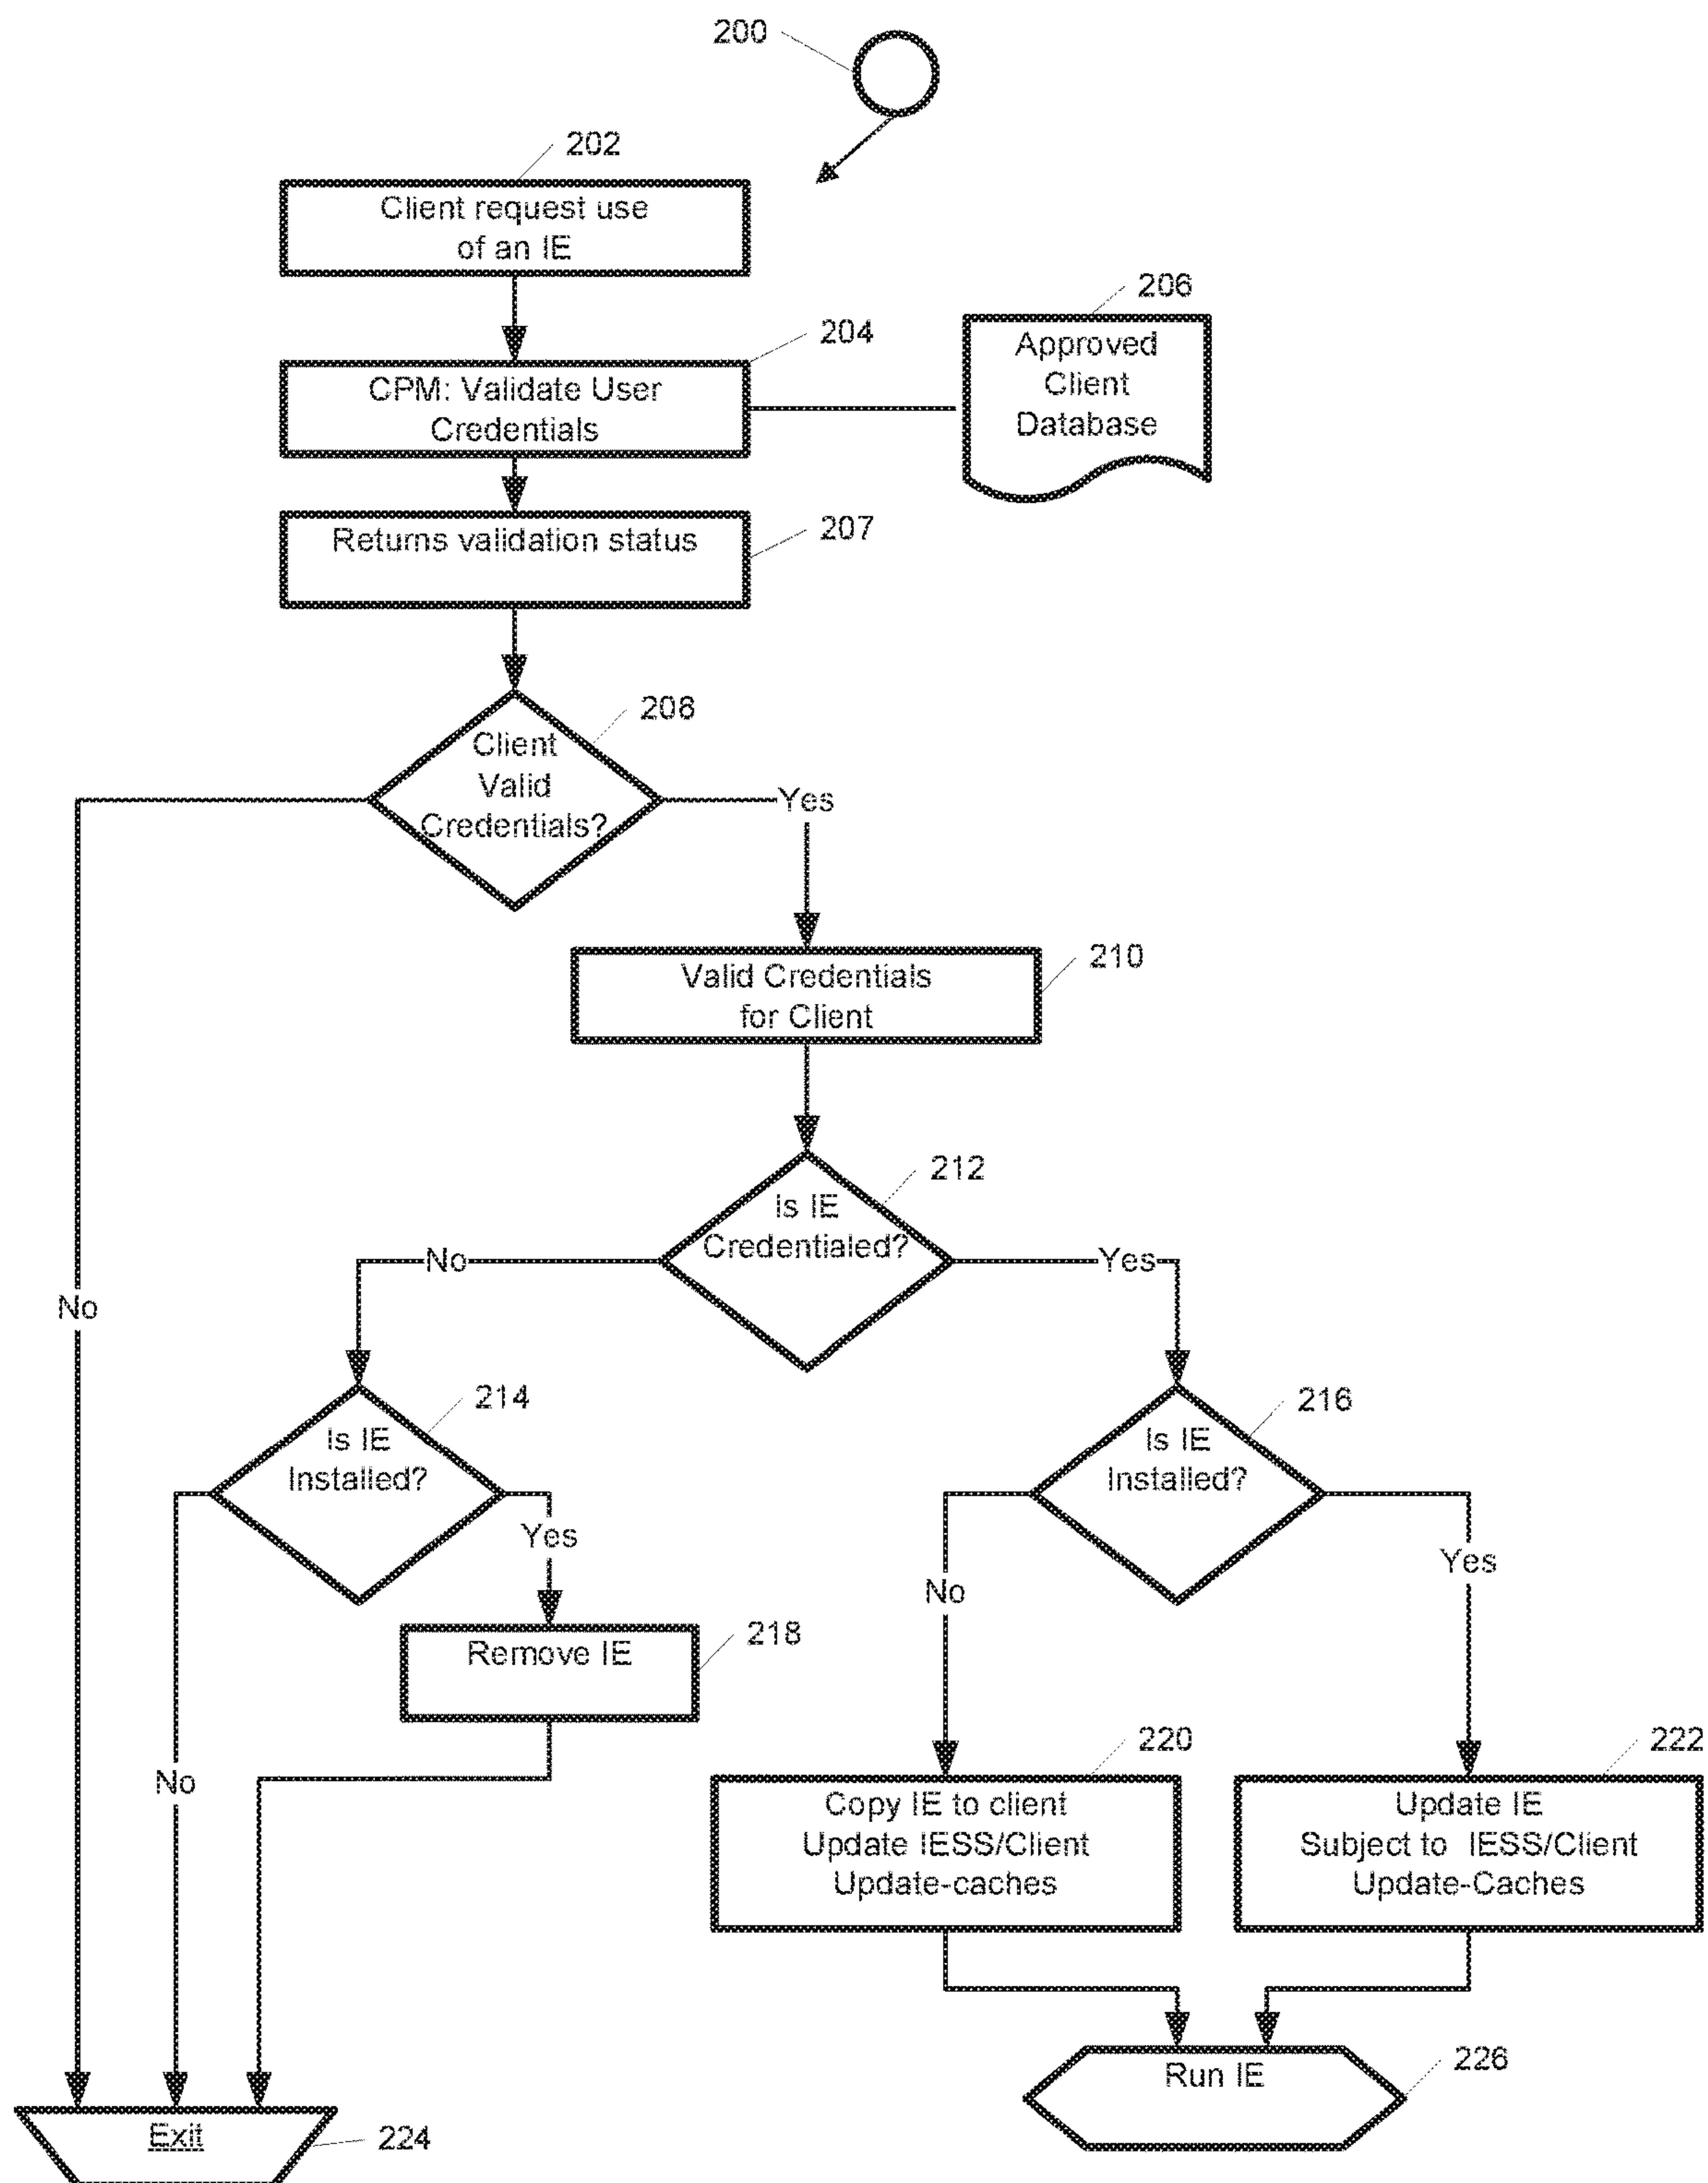 200
202
Client request use
of an IE
206
204
Approved
Client
Database
CPM: Validate User
Credentials
207
Returns validation status
208
Client
Valid
Credentials?
Yes
210
Valid Credentials
for Client
212
Is IE
Credentialed?
No
Yes
No
214
Is IE
Installed?
216
Is IE
Installed?
Yes
Yes
No
218
Remove IE
No
220
Copy IE to client
Update IESS/Client
Update-caches
222
Update IE
Subject to IESS/Client
Update-Caches
226
Run IE
Exit
224